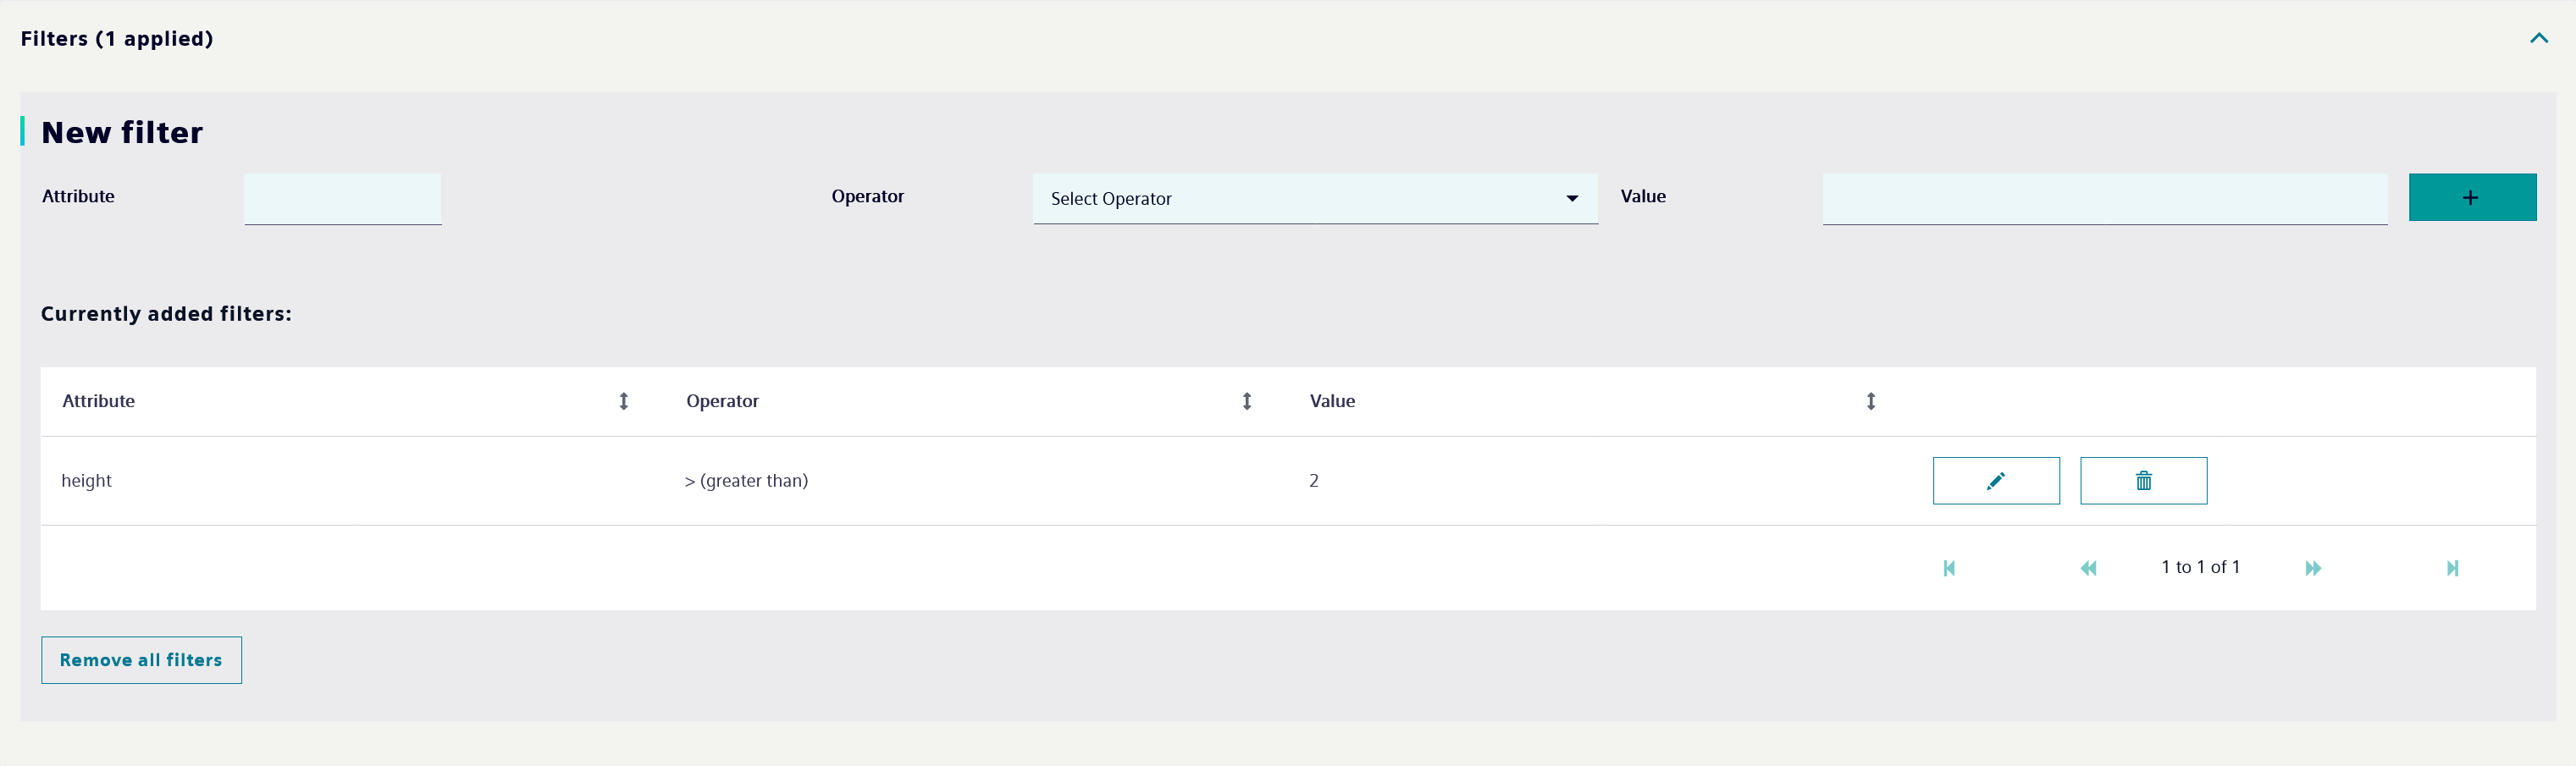 Filters (1 applied)
New filter
Attribute Operator Select Operator Value +
Currently added filters:
Attribute Operator Value
height > (greater than) 2
1 to 1 of 1
Remove all filters